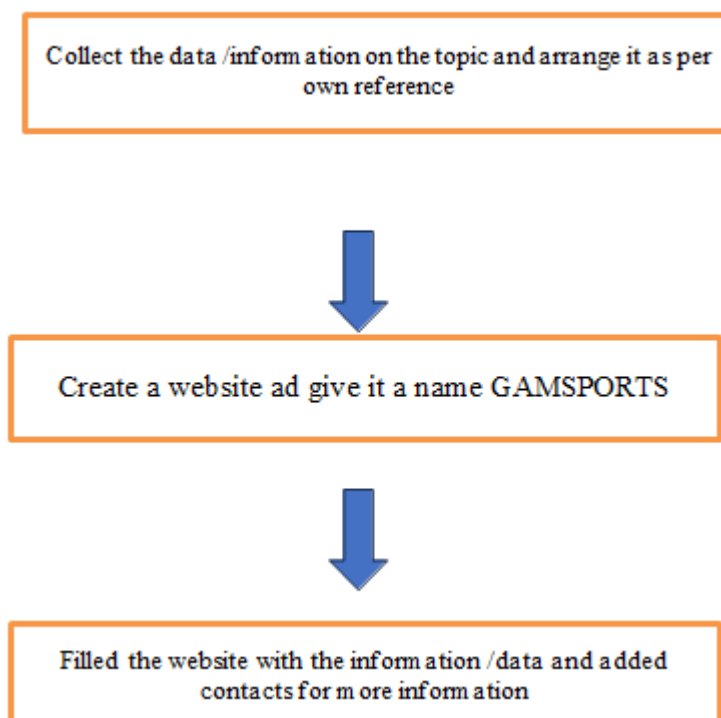 Collect the data /information on the topic and arrange it as per
own reference
Create a website ad give it a name GAMSPORTS
Filled the website with the information /data and added
contacts for more information